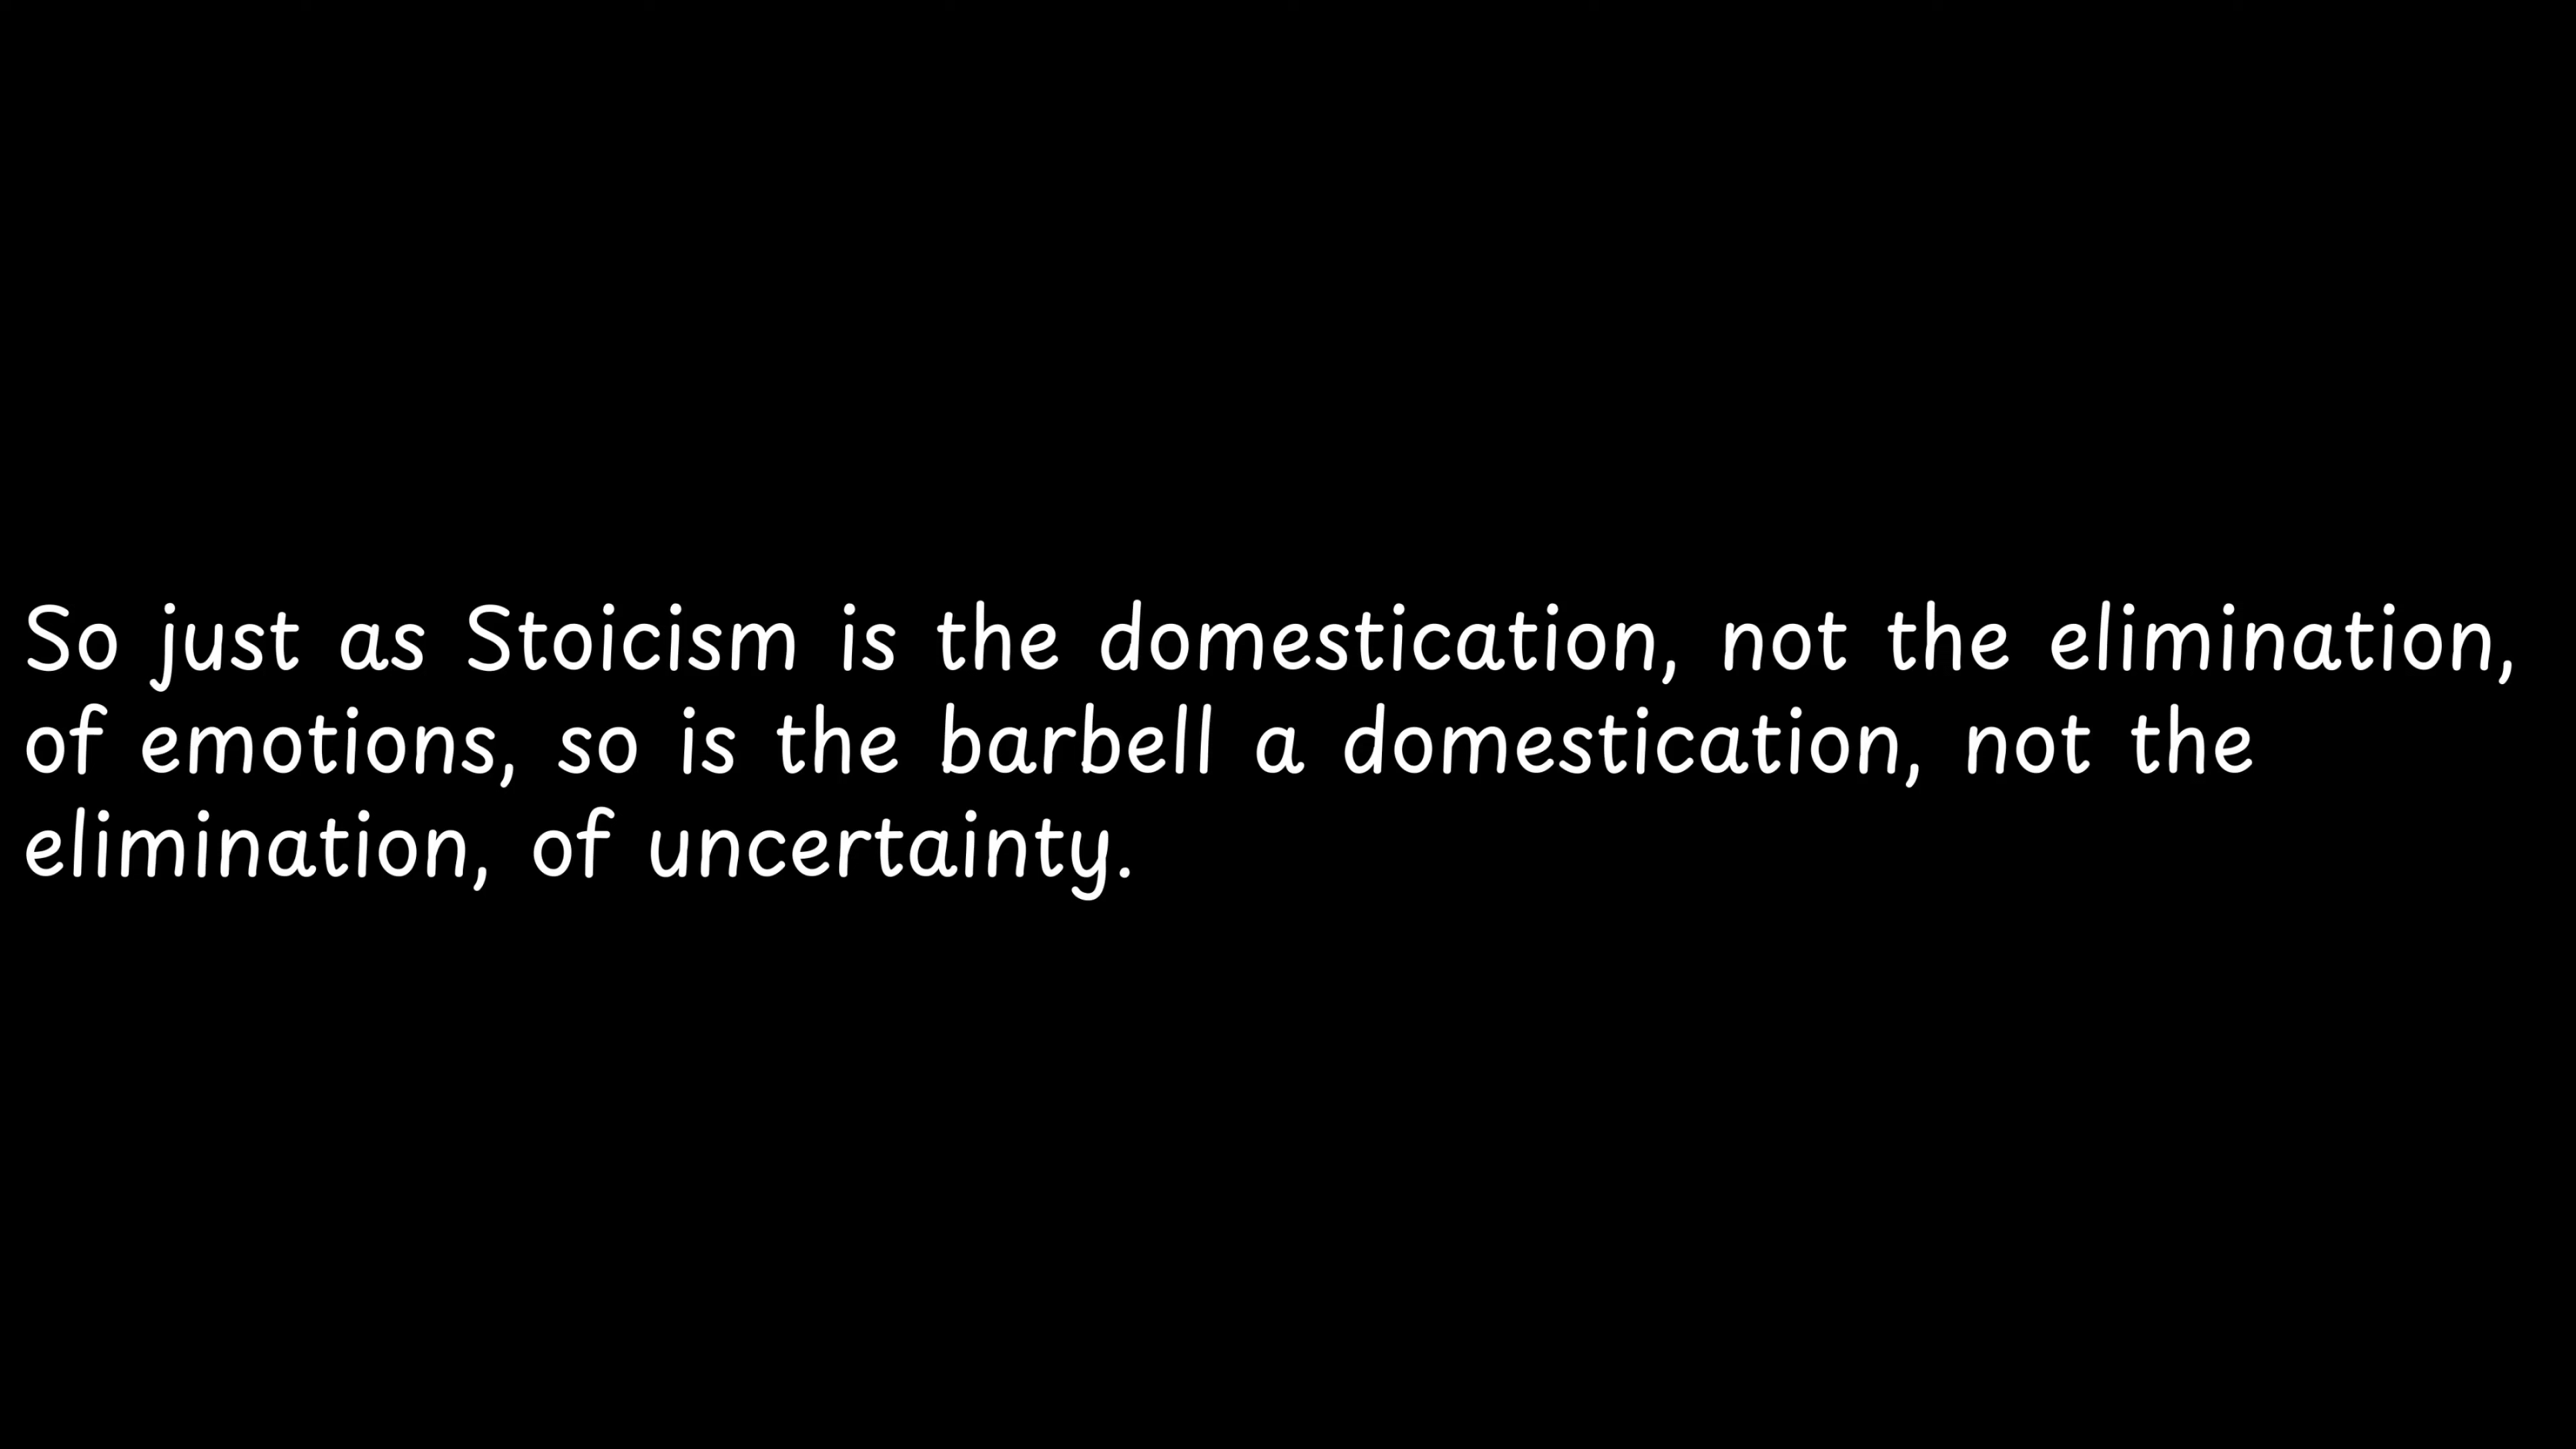 So just as Stoicism is the domestication, not the elimination,
of emotions, so is the barbell a domestication, not the
elimination, of uncertainty.